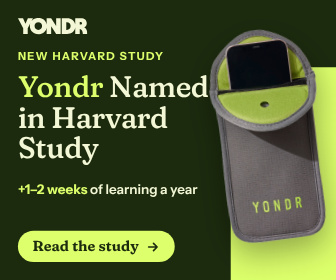 YONDR
NEW HARVARD STUDY
Yondr Named
in Harvard
Study
+1–2 weeks of learning a year
Read the study →
YONDR